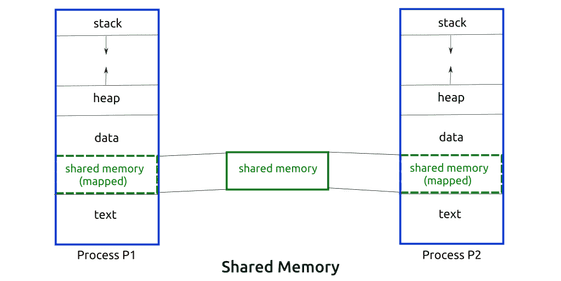 stack
heap
data
shared memory
(mapped)
text
Process P1
shared memory
stack
heap
data
shared memory
(mapped)
text
Process P2
Shared Memory